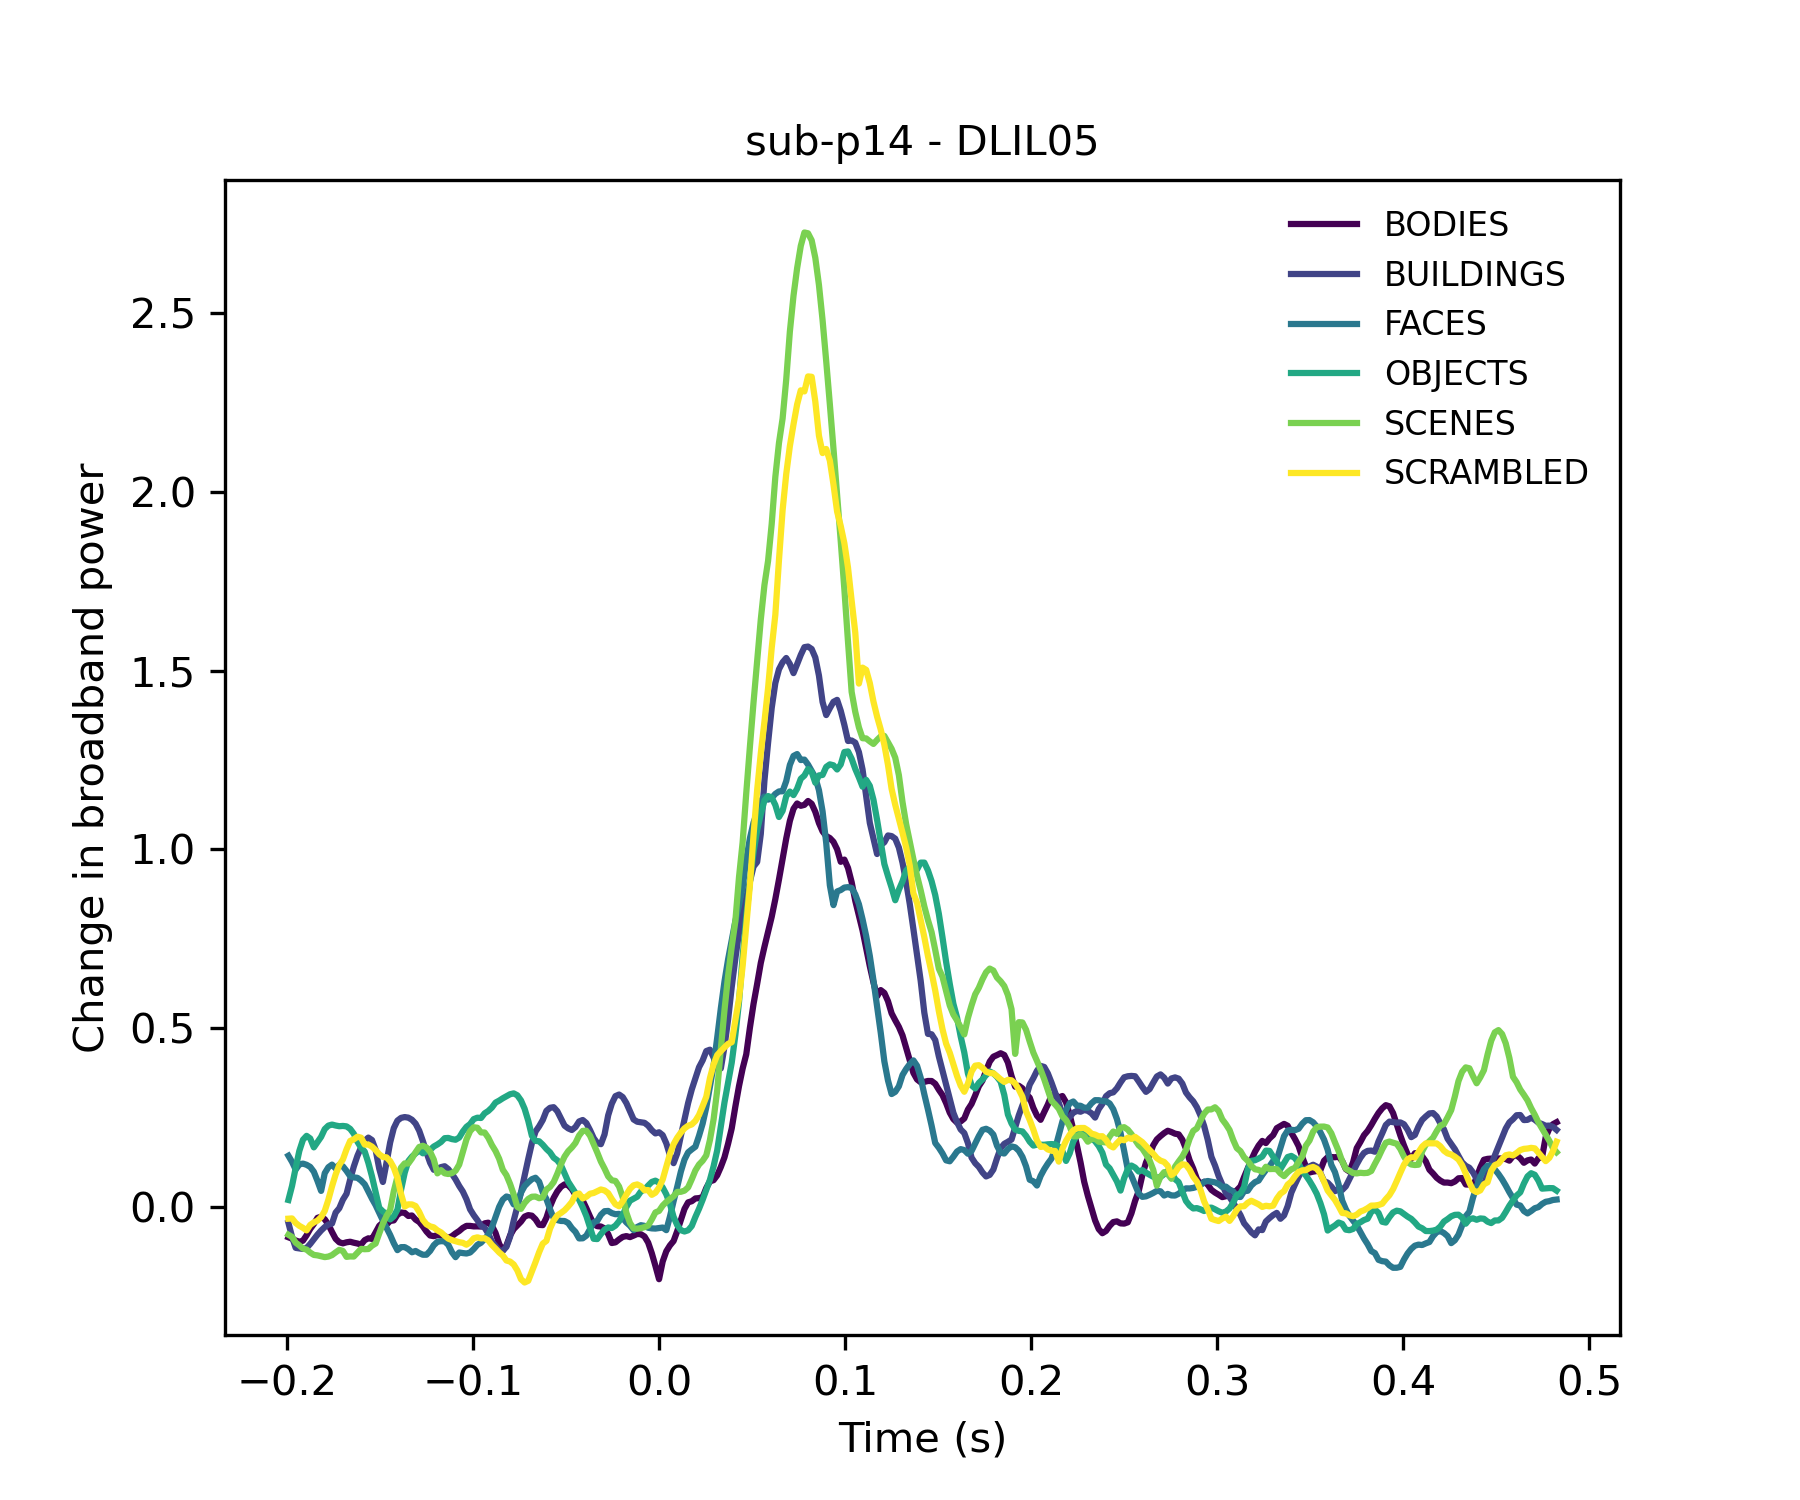 sub-p14 - DLIL05
BODIES
BUILDINGS
FACES
OBJECTS
SCENES
SCRAMBLED
Change in broadband power
2.5
2.0
1.5
1.0
0.5
0.0
−0.2 −0.1 0.0 0.1 0.2 0.3 0.4 0.5
Time (s)